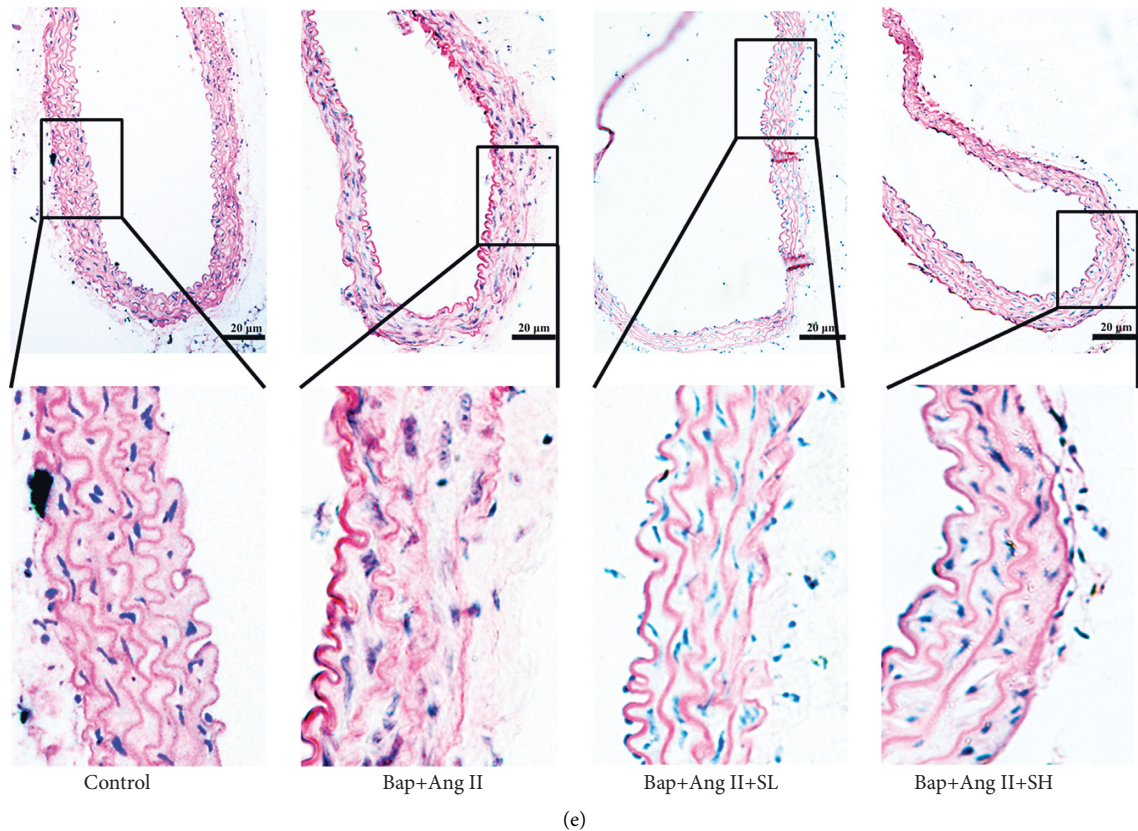 20 µm
20 µm
20 µm
20 µm
Control
Bap+Ang II
Bap+Ang II+SL
Bap+Ang II+SH
(e)